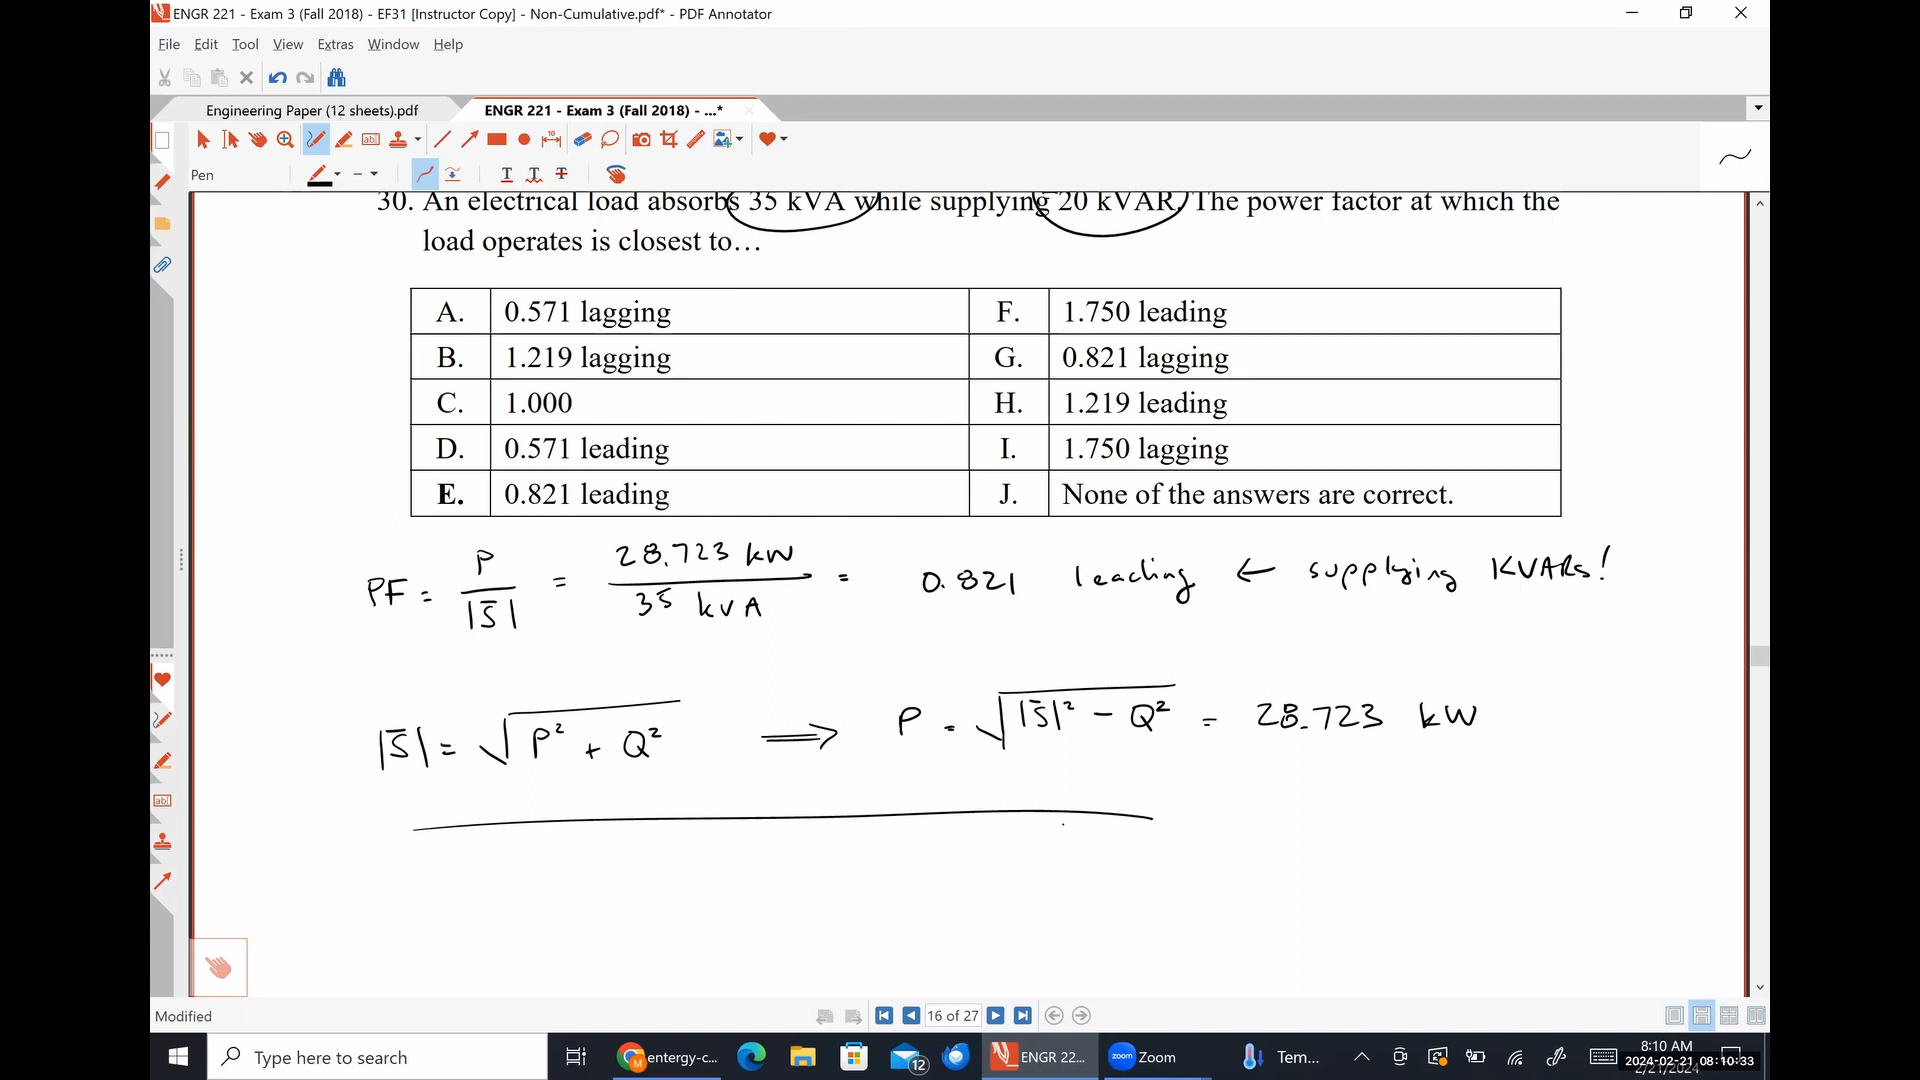 ENGR 221 - Exam 3 (Fall 2018) - EF31 [Instructor Copy] - Non-Cumulative.pdf* - PDF Annotator
File Edit Tool View Extras Window Help
Engineering Paper (12 sheets).pdf
ENGR 221 - Exam 3 (Fall 2018) - ...*
Pen
30. An electrical load absorbs 35 kVA while supplying 20 kVAR. The power factor at which the
load operates is closest to…
A. 0.571 lagging F. 1.750 leading
B. 1.219 lagging G. 0.821 lagging
C. 1.000 H. 1.219 leading
D. 0.571 leading I. 1.750 lagging
E. 0.821 leading J. None of the answers are correct.
PF = P / |S̄| = 28.723 kW / 35 kVA = 0.821 leading ← supplying KVARs!
|S̄| = √(P² + Q²) ⟹ P = √(|S̄|² - Q²) = 28.723 kW
Modified
16 of 27
Type here to search
entergy-c...
12
ENGR 22...
zoom
Zoom
Tem...
8:10 AM
2024-02-21 08:10:33